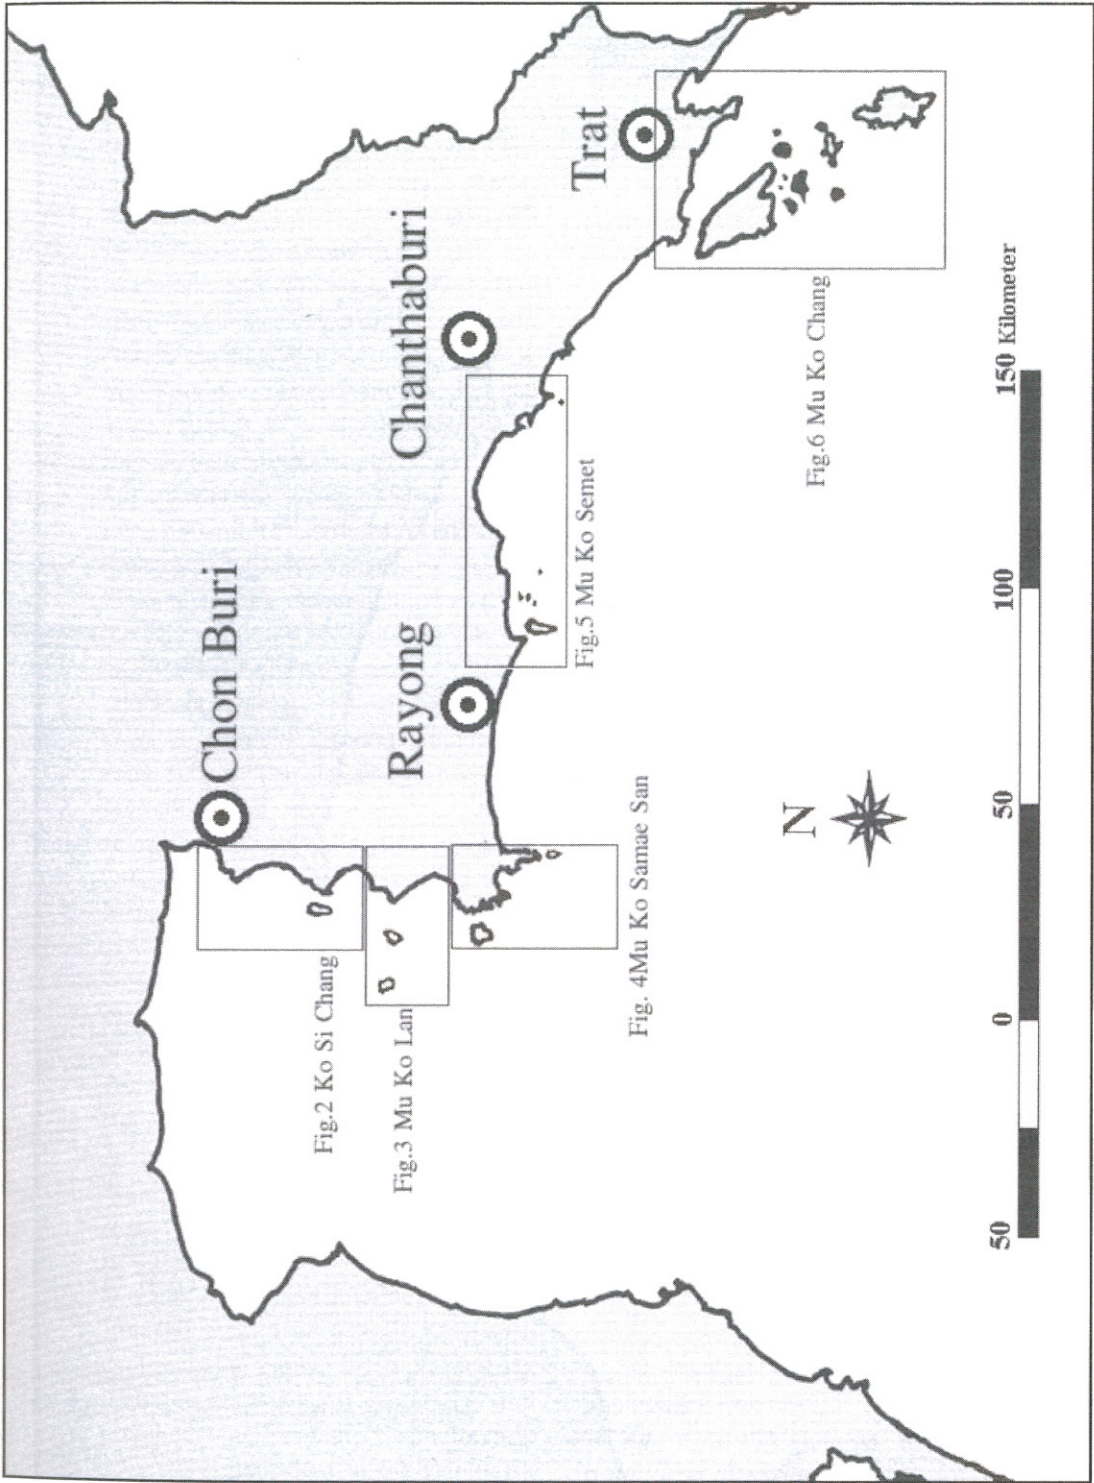 Chon Buri
Rayong
Chanthaburi
Trat
Fig.2 Ko Si Chang
Fig.3 Mu Ko Lan
Fig. 4Mu Ko Samae San
Fig.5 Mu Ko Semet
Fig.6 Mu Ko Chang
N
50 0 50 100 150 Kilometer